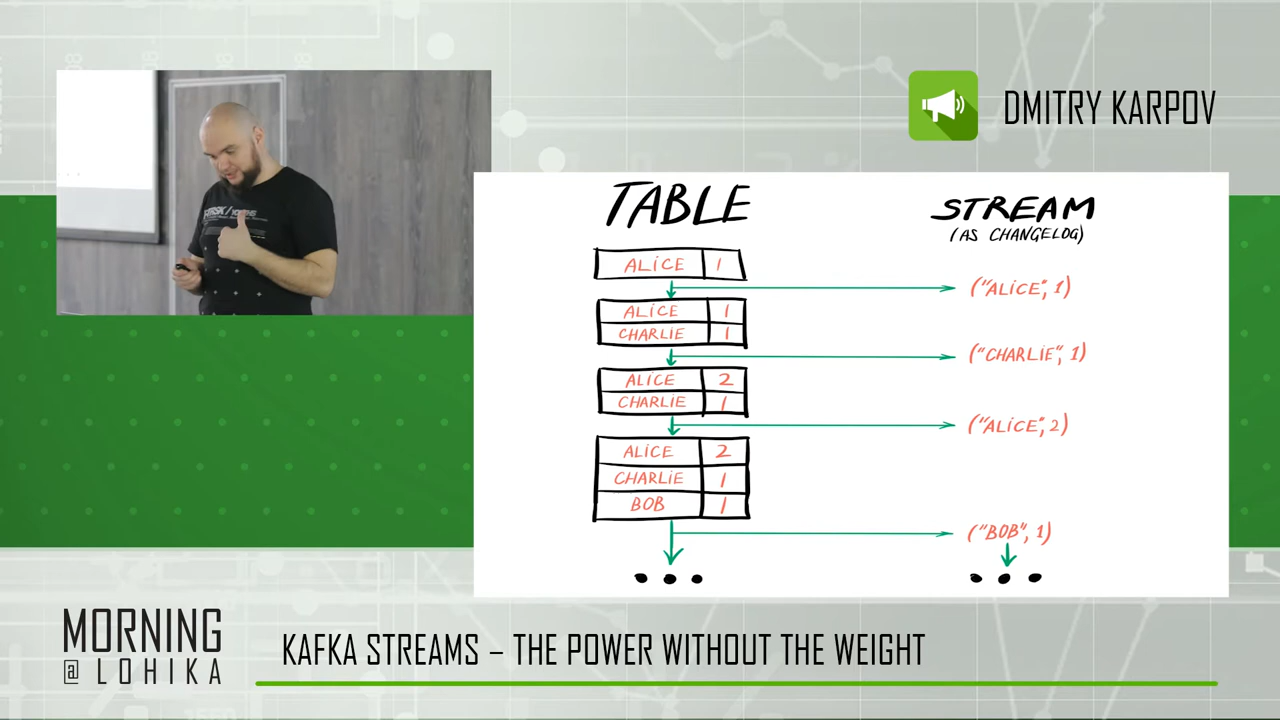 DMITRY KARPOV
TABLE
STREAM
(AS CHANGELOG)
ALICE 1
("ALICE", 1)
ALICE 1
CHARLIE 1
("CHARLIE", 1)
ALICE 2
CHARLIE 1
("ALICE", 2)
ALICE 2
CHARLIE 1
BOB 1
("BOB", 1)
MORNING
@ LOHIKA
KAFKA STREAMS – THE POWER WITHOUT THE WEIGHT